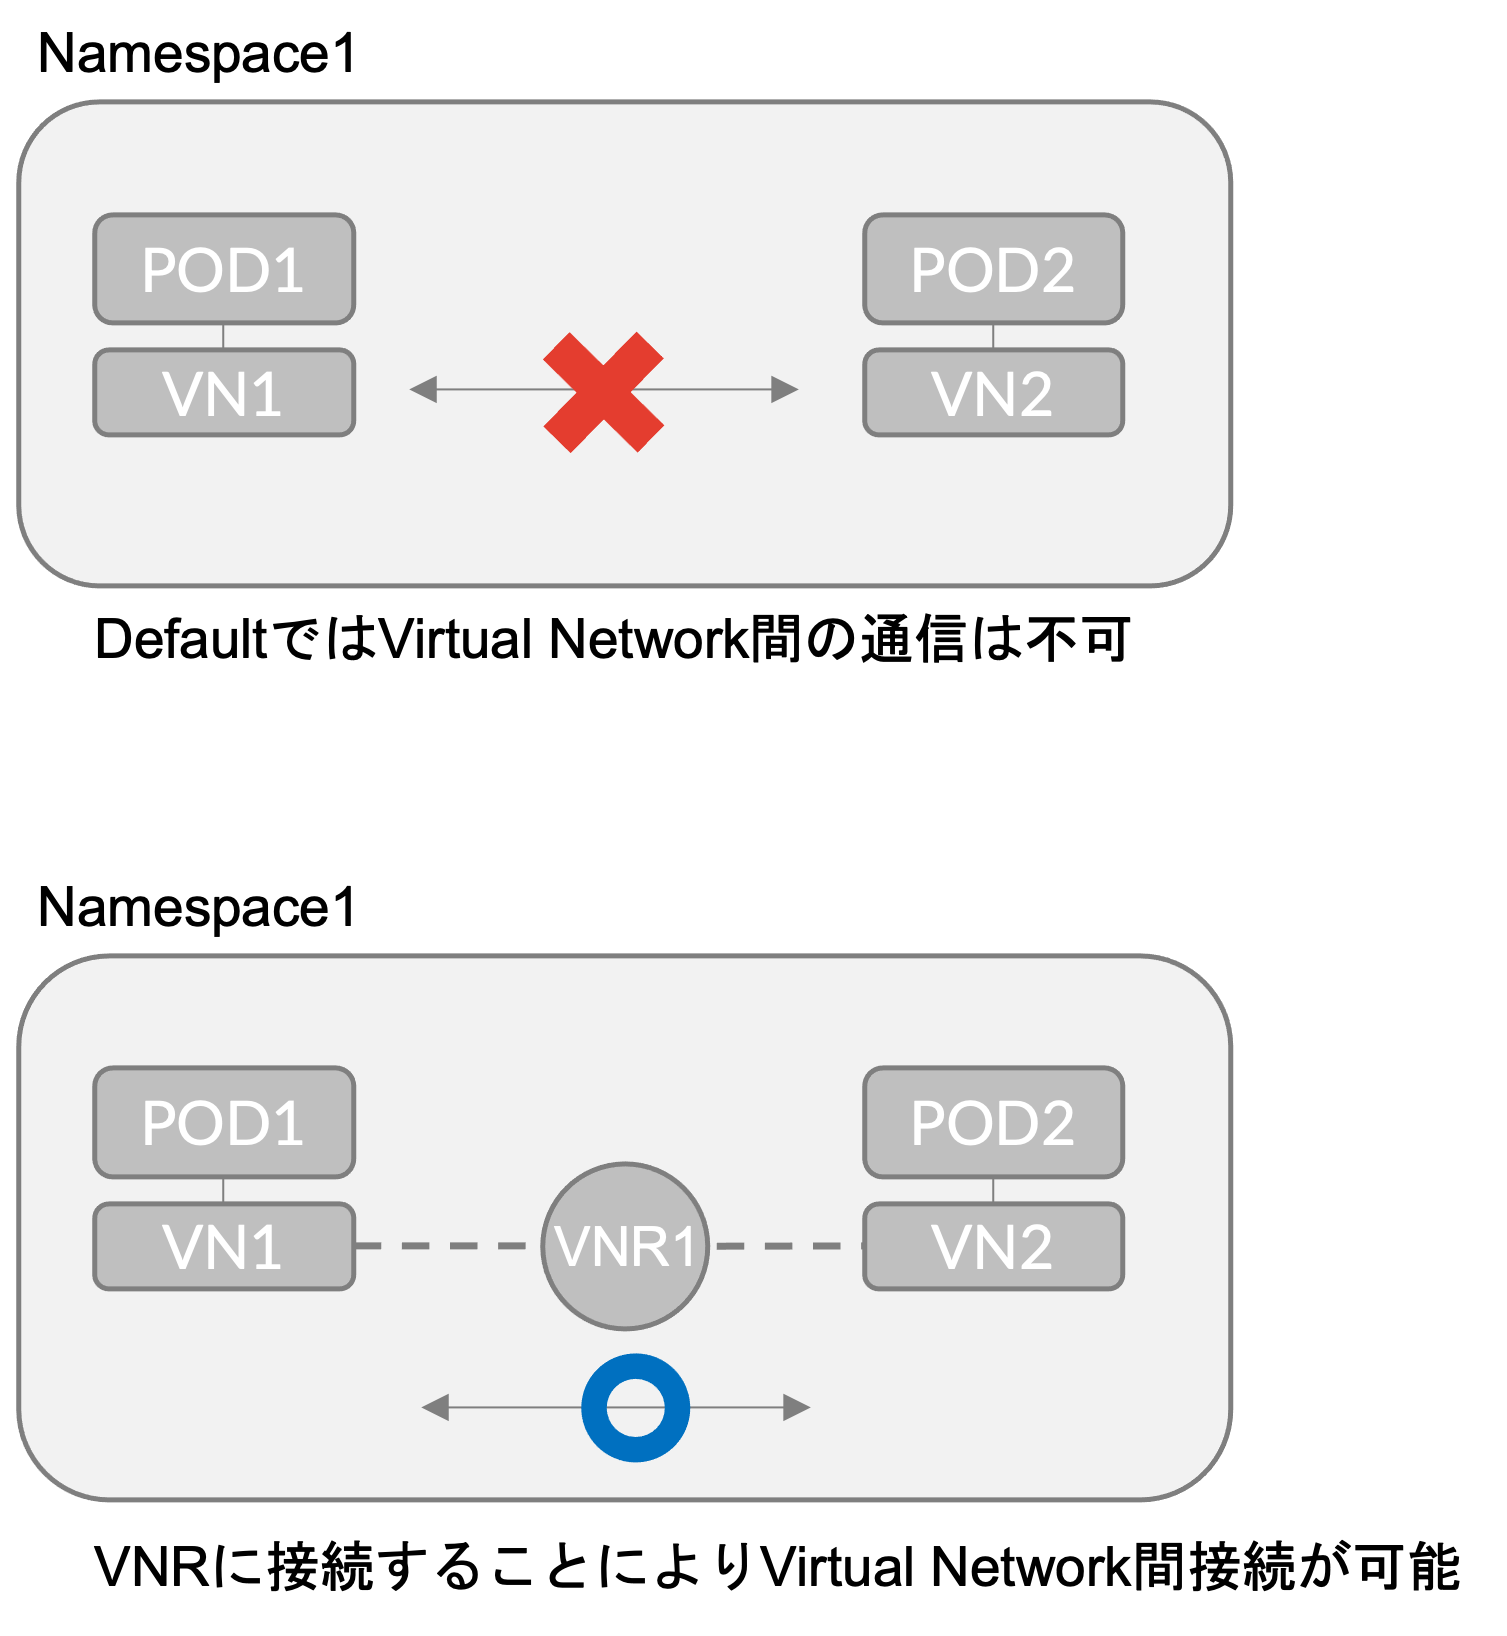 Namespace1
POD1
POD2
VN1
VN2
DefaultではVirtual Network間の通信は不可
Namespace1
POD1
POD2
VN1
VNR1
VN2
VNRに接続することによりVirtual Network間接続が可能